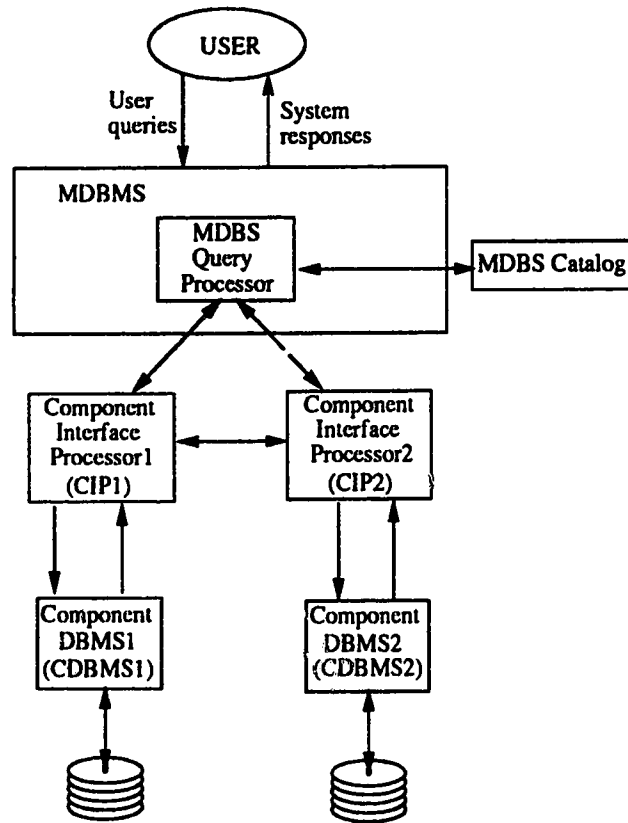 USER
User
queries
System
responses
MDBMS
MDBS
Query
Processor
MDBS Catalog
Component
Interface
Processor1
(CIP1)
Component
Interface
Processor2
(CIP2)
Component
DBMS1
(CDBMS1)
Component
DBMS2
(CDBMS2)